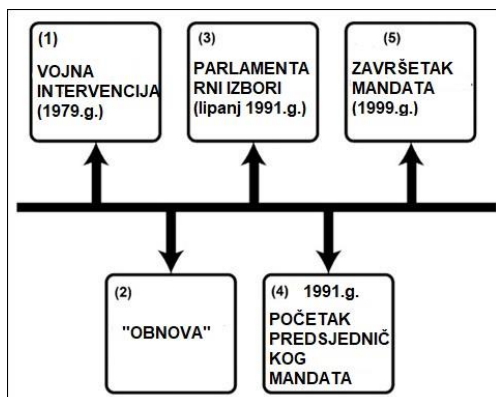 (1)
VOJNA
INTERVENCIJA
(1979.g.)
(2)
"OBNOVA"
(3)
PARLAMENTA
RNI IZBORI
(lipanj 1991.g.)
(4) 1991.g.
POČETAK
PREDSJEDNIČ
KOG
MANDATA
(5)
ZAVRŠETAK
MANDATA
(1999.g.)